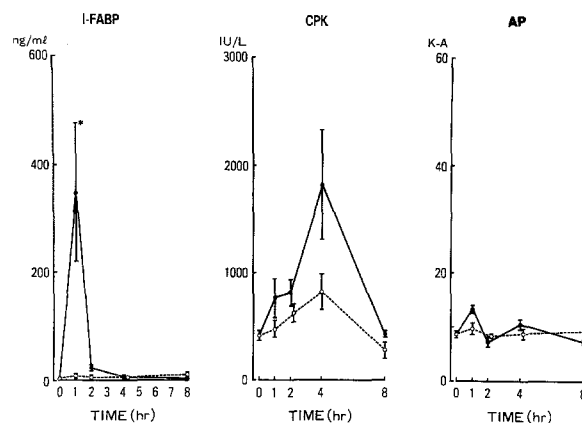 I-FABP
ng/mℓ
600
400
200
0
0 1 2 3 4 5 6 7 8
TIME (hr)
*
CPK
IU/L
3000
2000
1000
0
0 1 2 4 8
TIME (hr)
AP
K-A
60
40
20
0
0 1 2 4 8
TIME (hr)